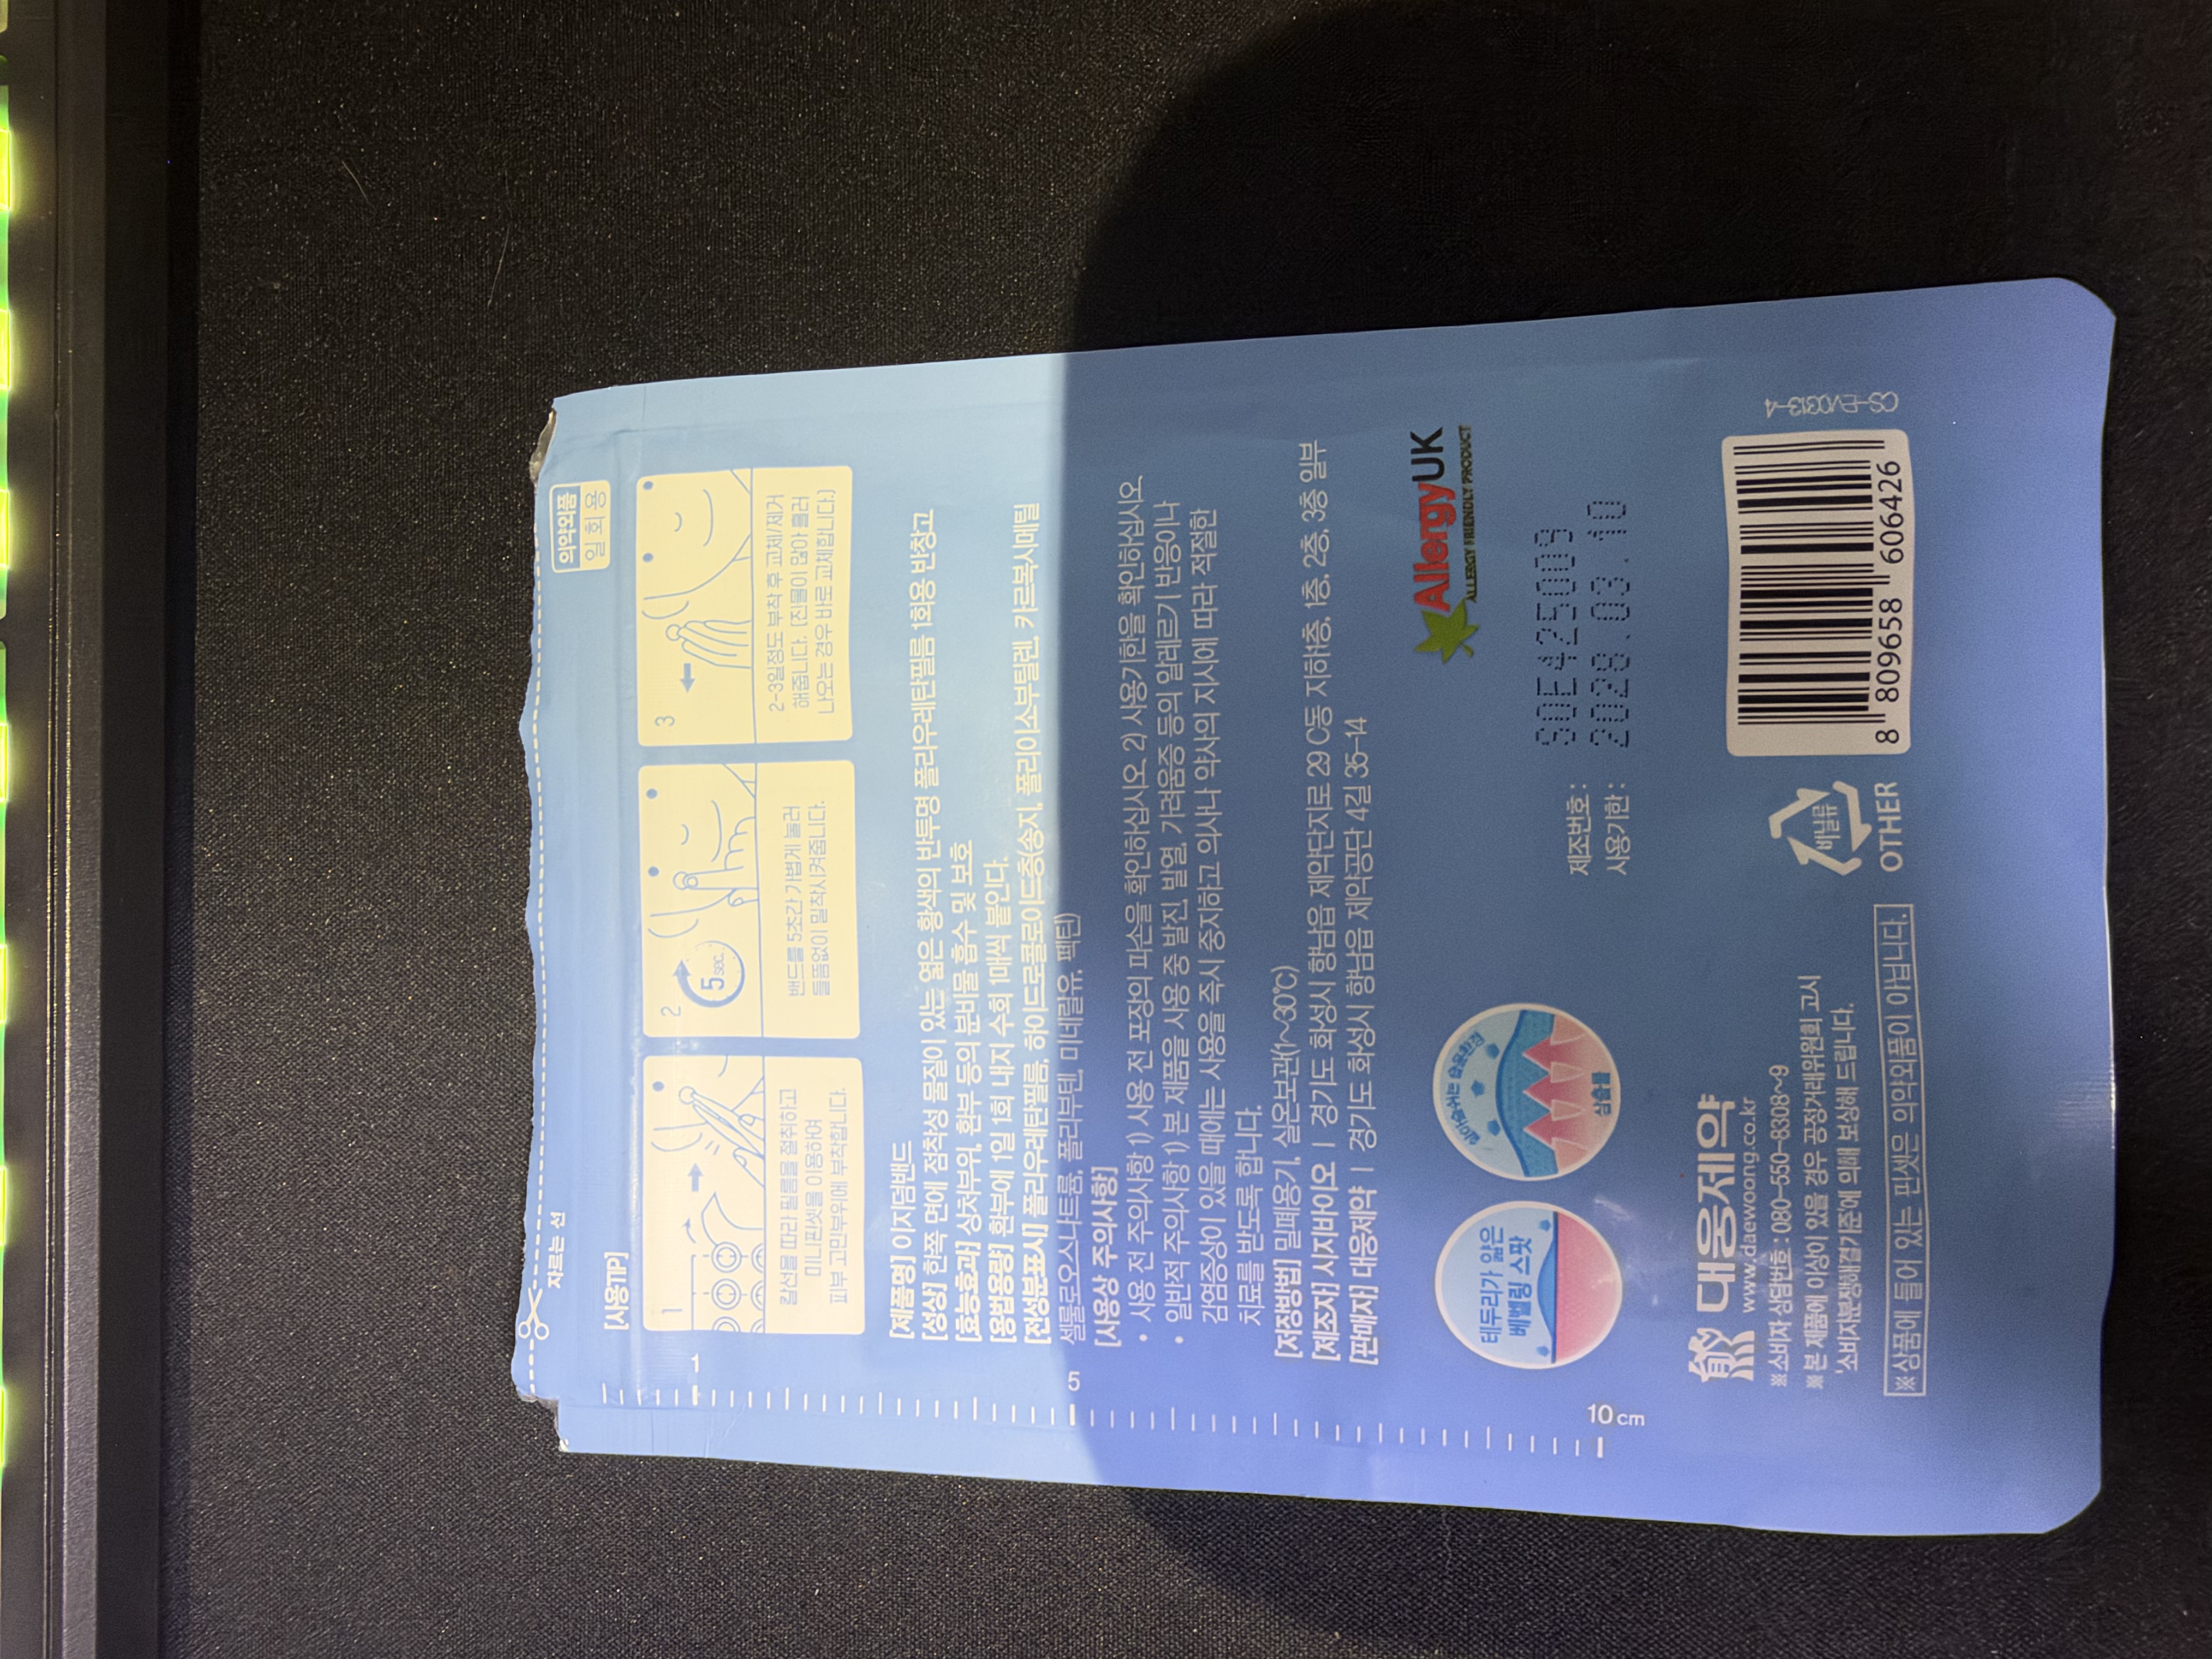 자르는 선
의약외품
일회용
[사용TIP]
1
칼선을 따라 필름을 절취하고
미니핀셋을 이용하여
피부 고민부위에 부착합니다.
2
5 sec.
밴드를 5초간 가볍게 눌러
들뜸없이 밀착시켜줍니다.
3
2-3일정도 부착 후 교체/제거
해줍니다. [진물이 많아 흘러
나오는 경우 바로 교체합니다.]
1
5
10cm
[제품명] 이지덤밴드
[성상] 한쪽 면에 점착성 물질이 있는 엷은 황색의 반투명 폴리우레탄필름 1회용 반창고
[효능효과] 상처부위, 환부 등의 분비물 흡수 및 보호
[용법용량] 환부에 1일 1회 내지 수회 1매씩 붙인다.
[전성분표시] 폴리우레탄필름, 하이드로콜로이드층(송지, 폴리이소부틸렌, 카르복시메틸
셀룰로오스나트륨, 폴리부텐, 미네랄유, 펙틴)
[사용상 주의사항]
• 사용 전 주의사항 1) 사용 전 포장의 파손을 확인하십시오. 2) 사용기한을 확인하십시오.
• 일반적 주의사항 1) 본 제품을 사용 중 발진, 발열, 가려움증 등의 알레르기 반응이나
감염증상이 있을 때에는 사용을 즉시 중지하고 의사나 약사의 지시에 따라 적절한
치료를 받도록 합니다.
[저장방법] 밀폐용기, 실온보관(1~30℃)
[제조자] 시지바이오 | 경기도 화성시 향남읍 제약단지로 29 C동 지하1층, 1층, 2층, 3층 일부
[판매자] 대웅제약 | 경기도 화성시 향남읍 제약공단 4길 35-14
테두리가 얇은
베벨링 스팟
습윤환경
삼출물
AllergyUK
ALLERGY FRIENDLY PRODUCT
제조번호 : S0E425009
사용기한 : 2028.03.10
대웅제약
www.daewoong.co.kr
※소비자 상담번호 : 080-550-8308~9
※본 제품에 이상이 있을 경우 공정거래위원회 고시
'소비자분쟁해결기준'에 의해 보상해 드립니다.
※상품에 들어 있는 핀셋은 의약외품이 아닙니다.
비닐류
OTHER
8 809658 606426
CS-EV0313-4